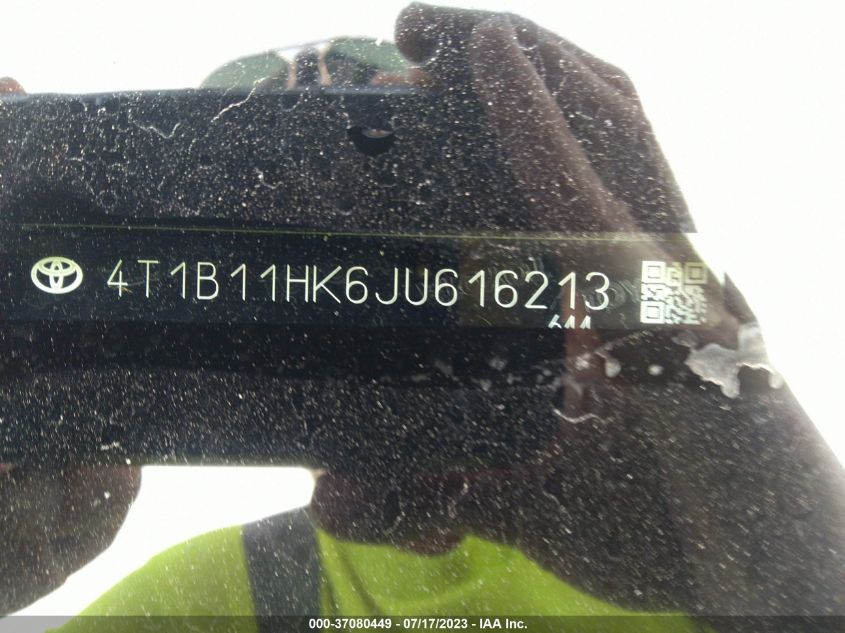 4T1B11HK6JU616213
000-37080449 - 07/17/2023 - IAA Inc.